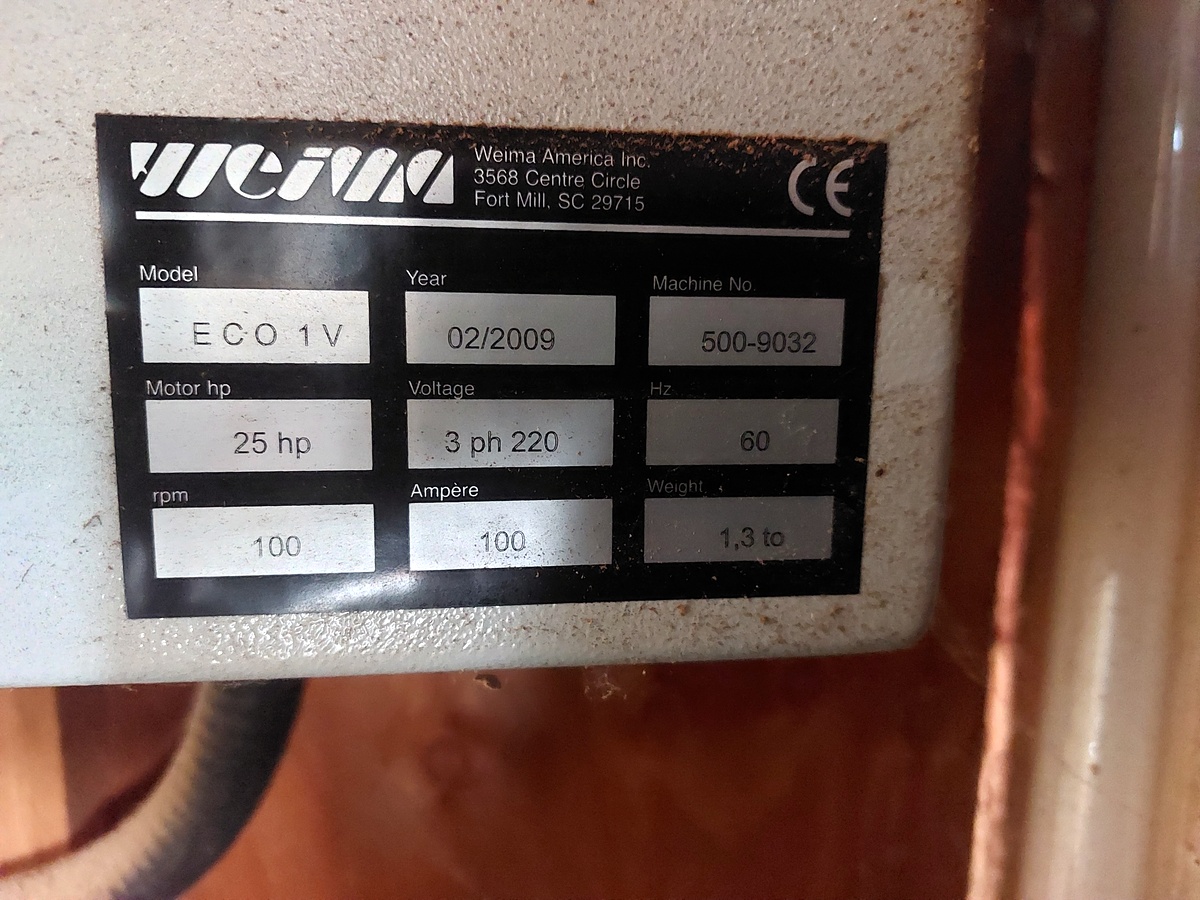 weima
Weima America Inc.
3568 Centre Circle
Fort Mill, SC 29715
CE
Model
Year
Machine No.
ECO 1V
02/2009
500-9032
Motor hp
Voltage
Hz
25 hp
3 ph 220
60
rpm
Ampère
Weight
100
100
1,3 to